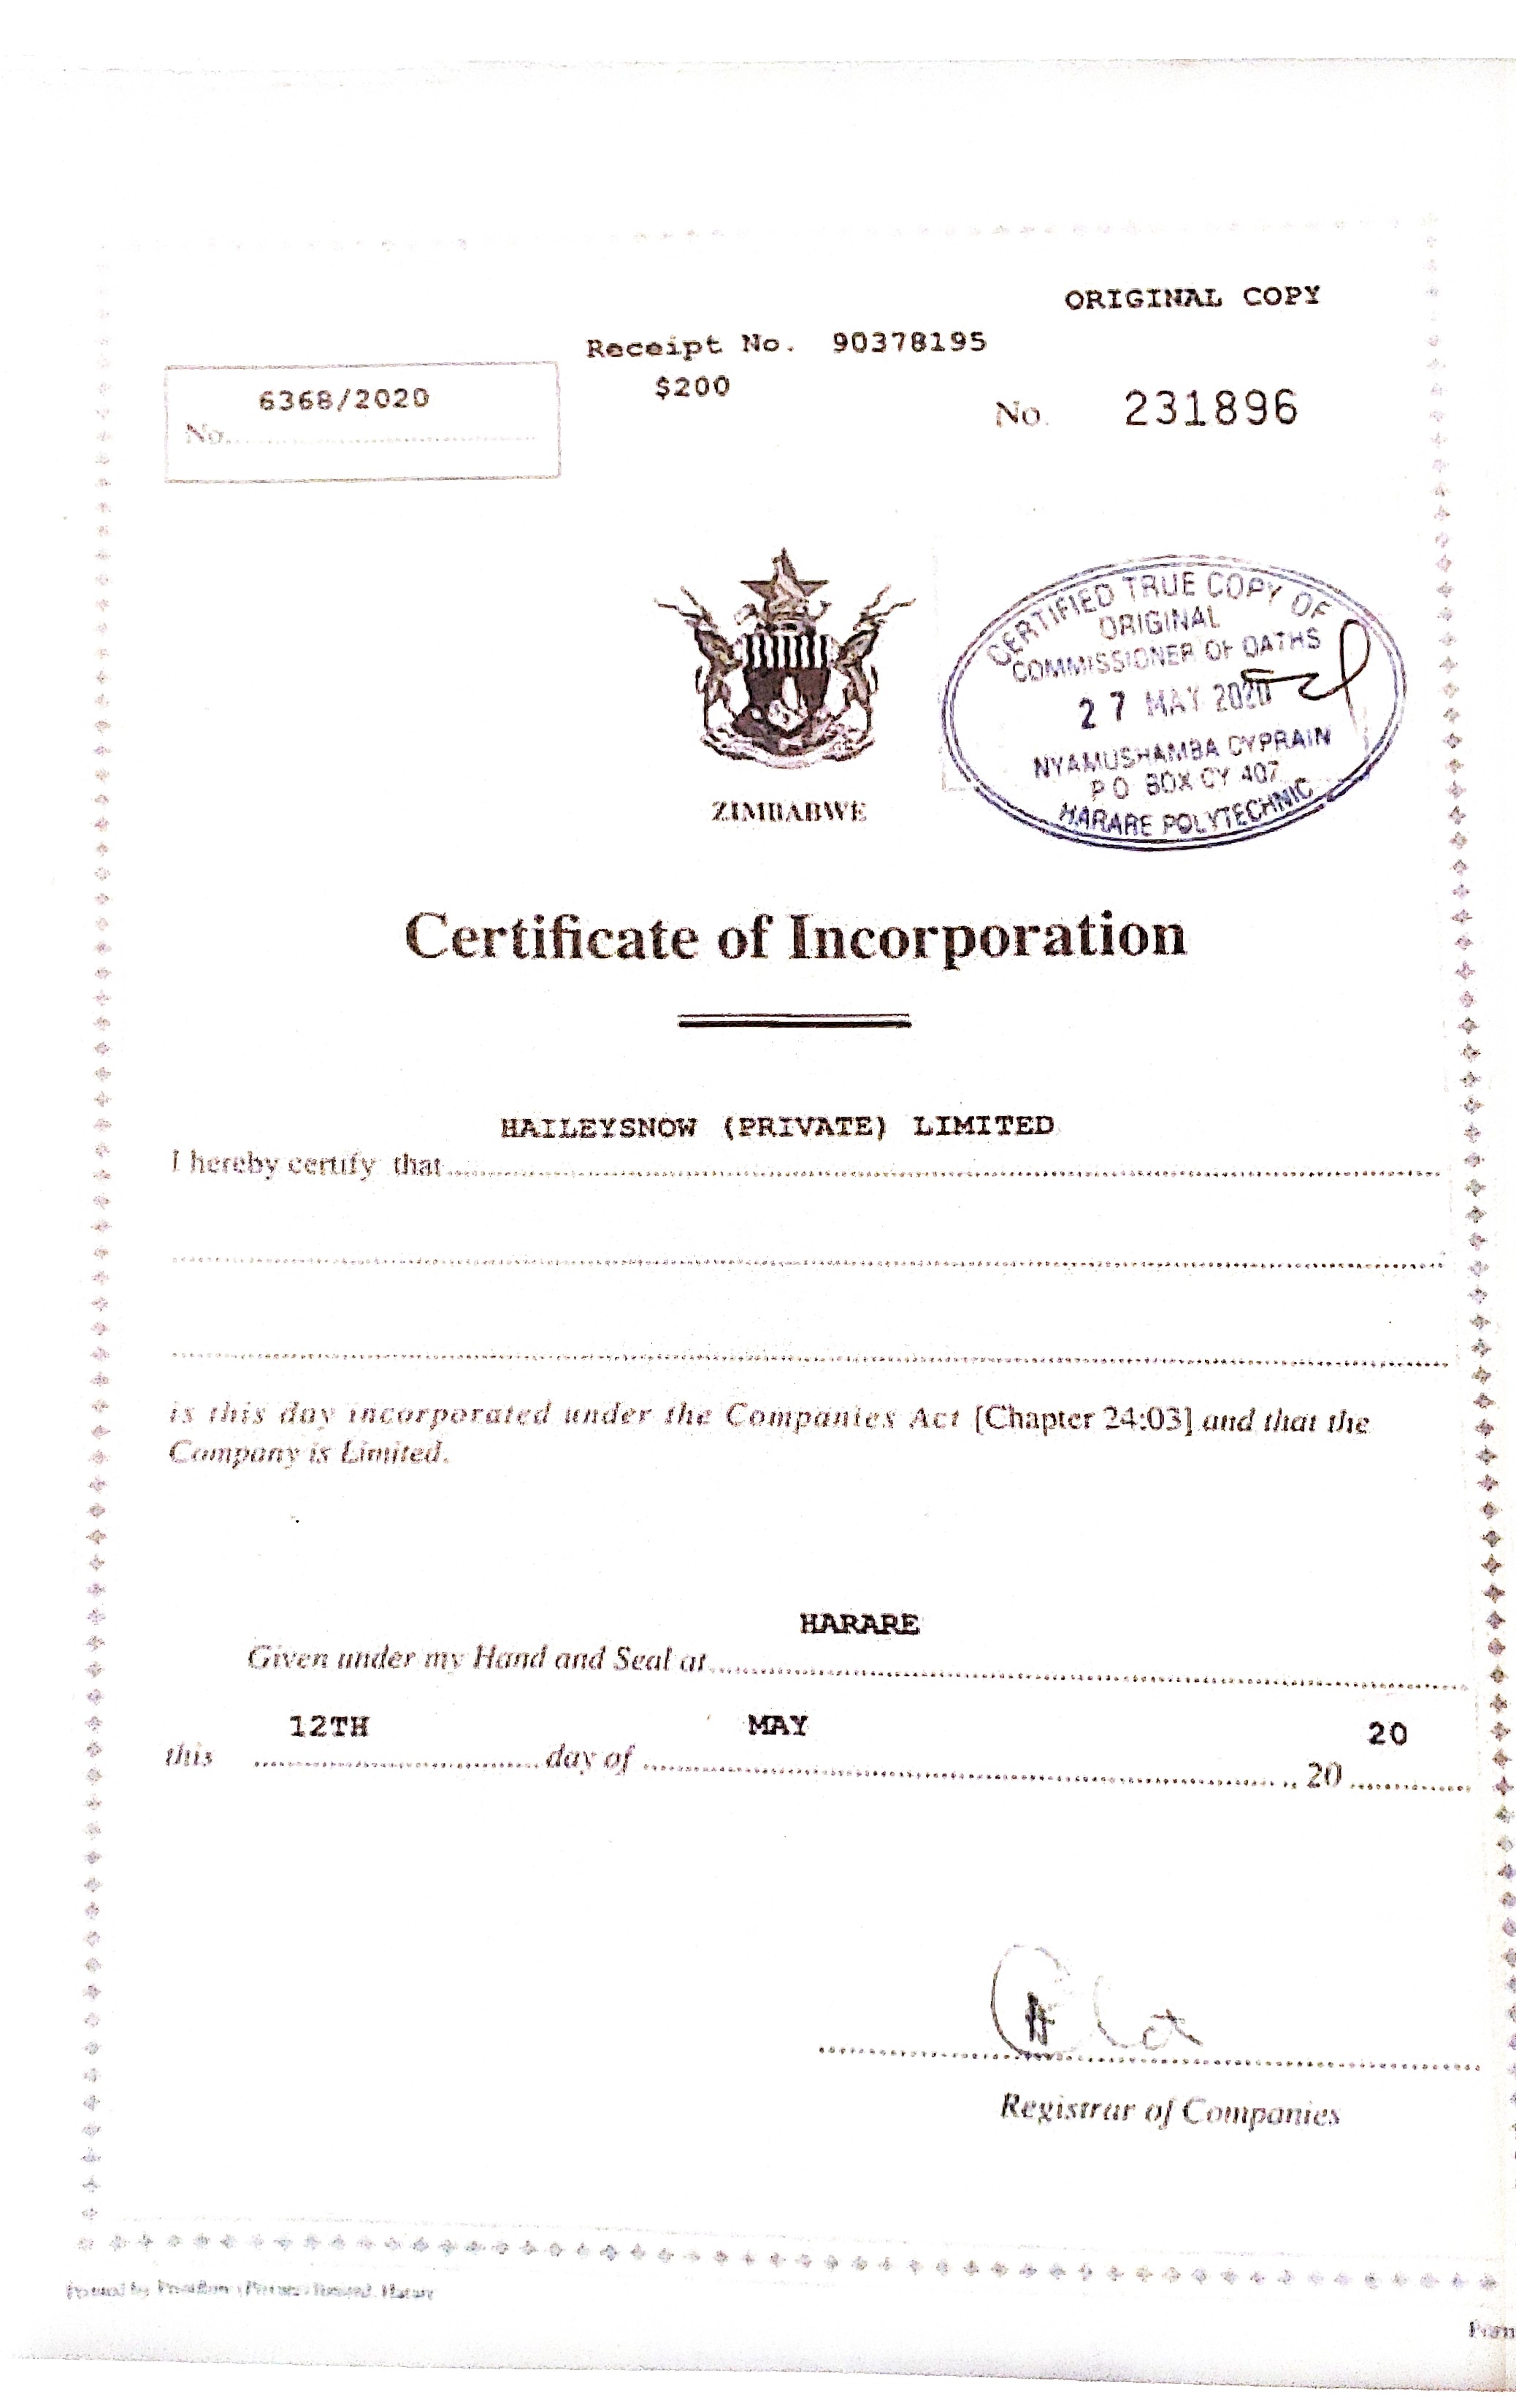 ORIGINAL COPY
Receipt No. 90378195
$200
6368/2020
No.
No. 231896
CERTIFIED TRUE COPY OF
ORIGINAL
COMMISSIONER OF OATHS
27 MAY 2020
NYAMUSHAMBA CYPRAIN
P O BOX CY 407
HARARE POLYTECHNIC
ZIMBABWE
Certificate of Incorporation
HAILEYSNOW (PRIVATE) LIMITED
I hereby certify that
is this day incorporated under the Companies Act [Chapter 24:03] and that the
Company is Limited.
HARARE
Given under my Hand and Seal at
12TH MAY 20
this day of , 20
Registrar of Companies
Printed by